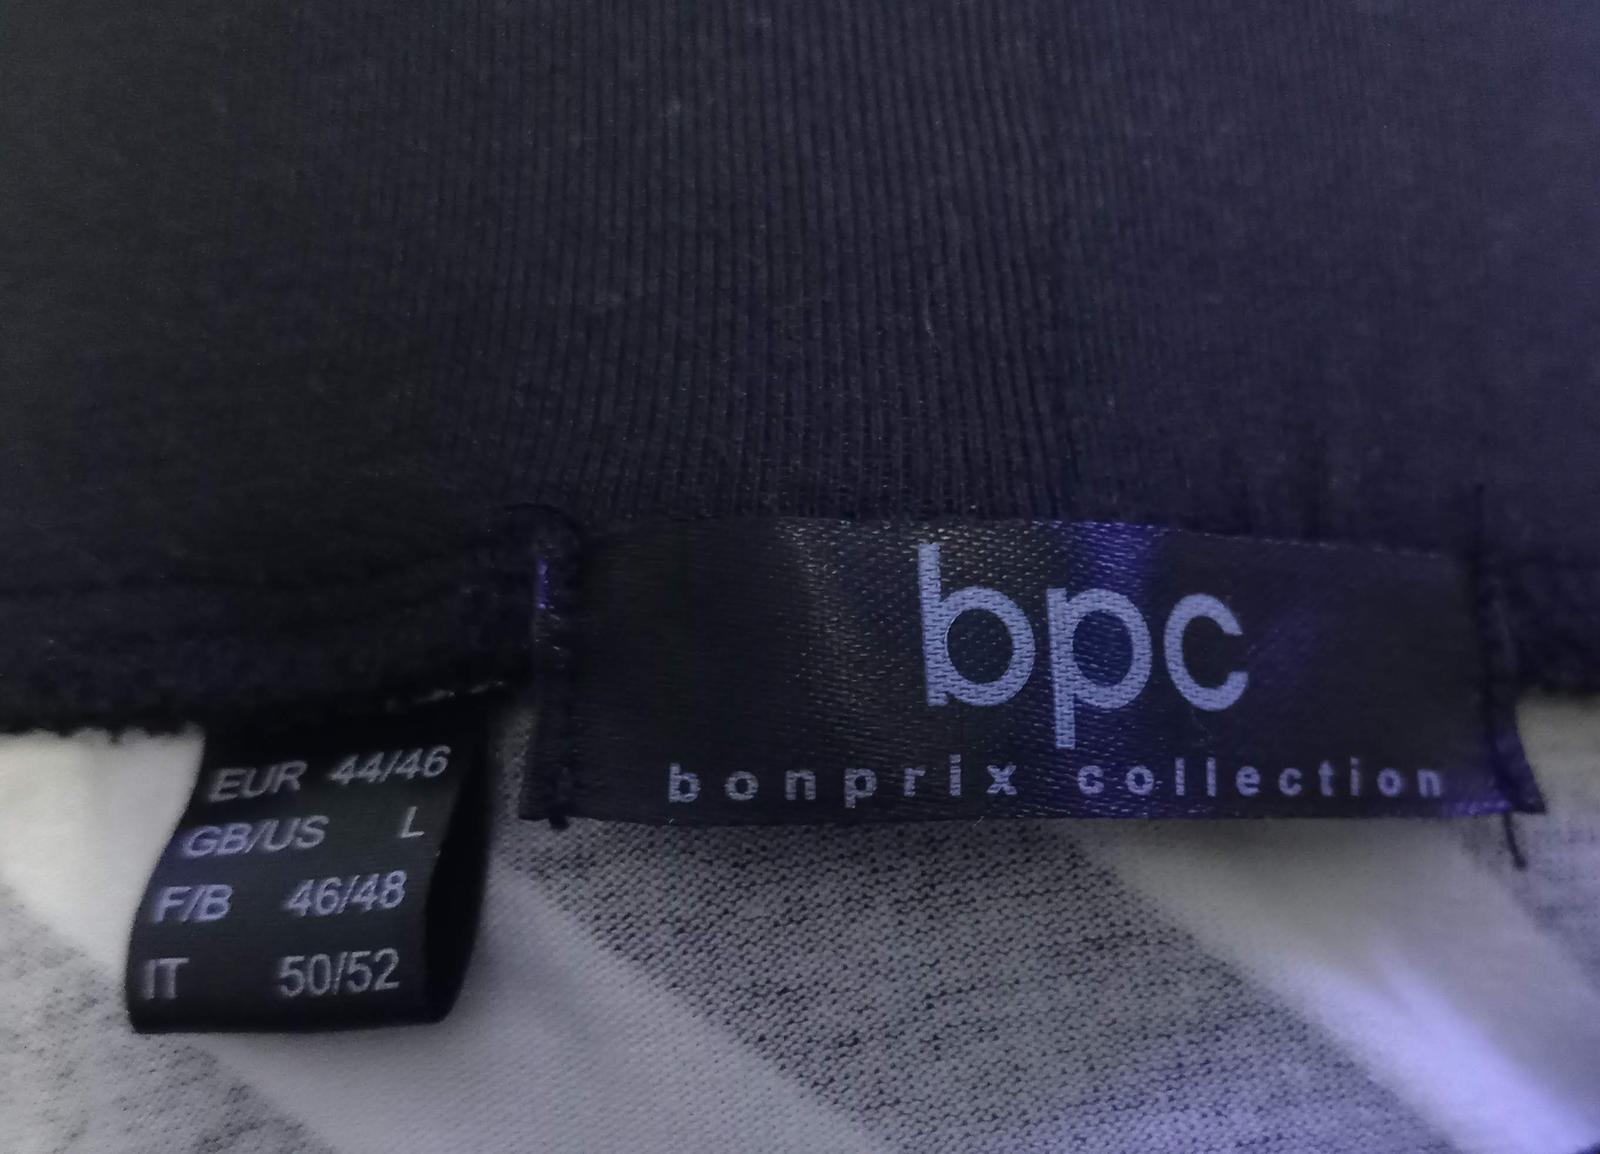 bpc
bonprix collection
EUR 44/46
GB/US L
F/B 46/48
IT 50/52